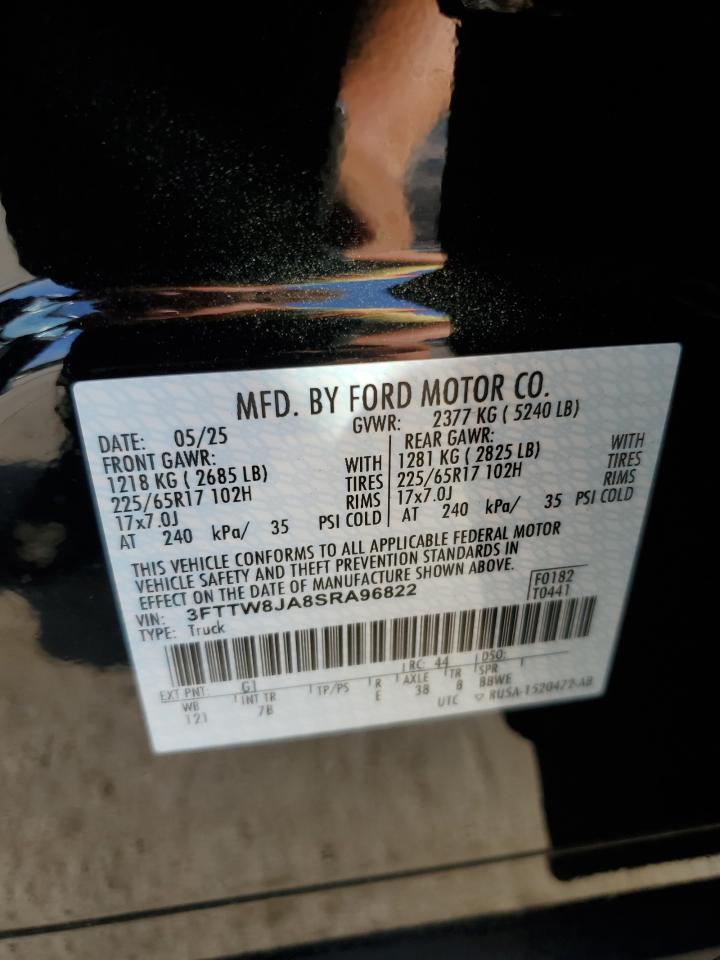 MFD. BY FORD MOTOR CO.
DATE: 05/25 GVWR: 2377 KG ( 5240 LB)
FRONT GAWR: REAR GAWR:
1218 KG ( 2685 LB) WITH 1281 KG ( 2825 LB) WITH
225/65R17 102H TIRES 225/65R17 102H TIRES
17x7.0J RIMS 17x7.0J RIMS
AT 240 kPa/ 35 PSI COLD AT 240 kPa/ 35 PSI COLD
THIS VEHICLE CONFORMS TO ALL APPLICABLE FEDERAL MOTOR
VEHICLE SAFETY AND THEFT PREVENTION STANDARDS IN
EFFECT ON THE DATE OF MANUFACTURE SHOWN ABOVE.
VIN: 3FTTW8JA8SRA96822 F0182
TYPE: Truck T0441
EXT PNT: G1 RC: 44 DSO:
WB INT TR TP/PS R AXLE TR SPR
121 7B E 38 8 BBWE
UTC RUSA-1520472-AB